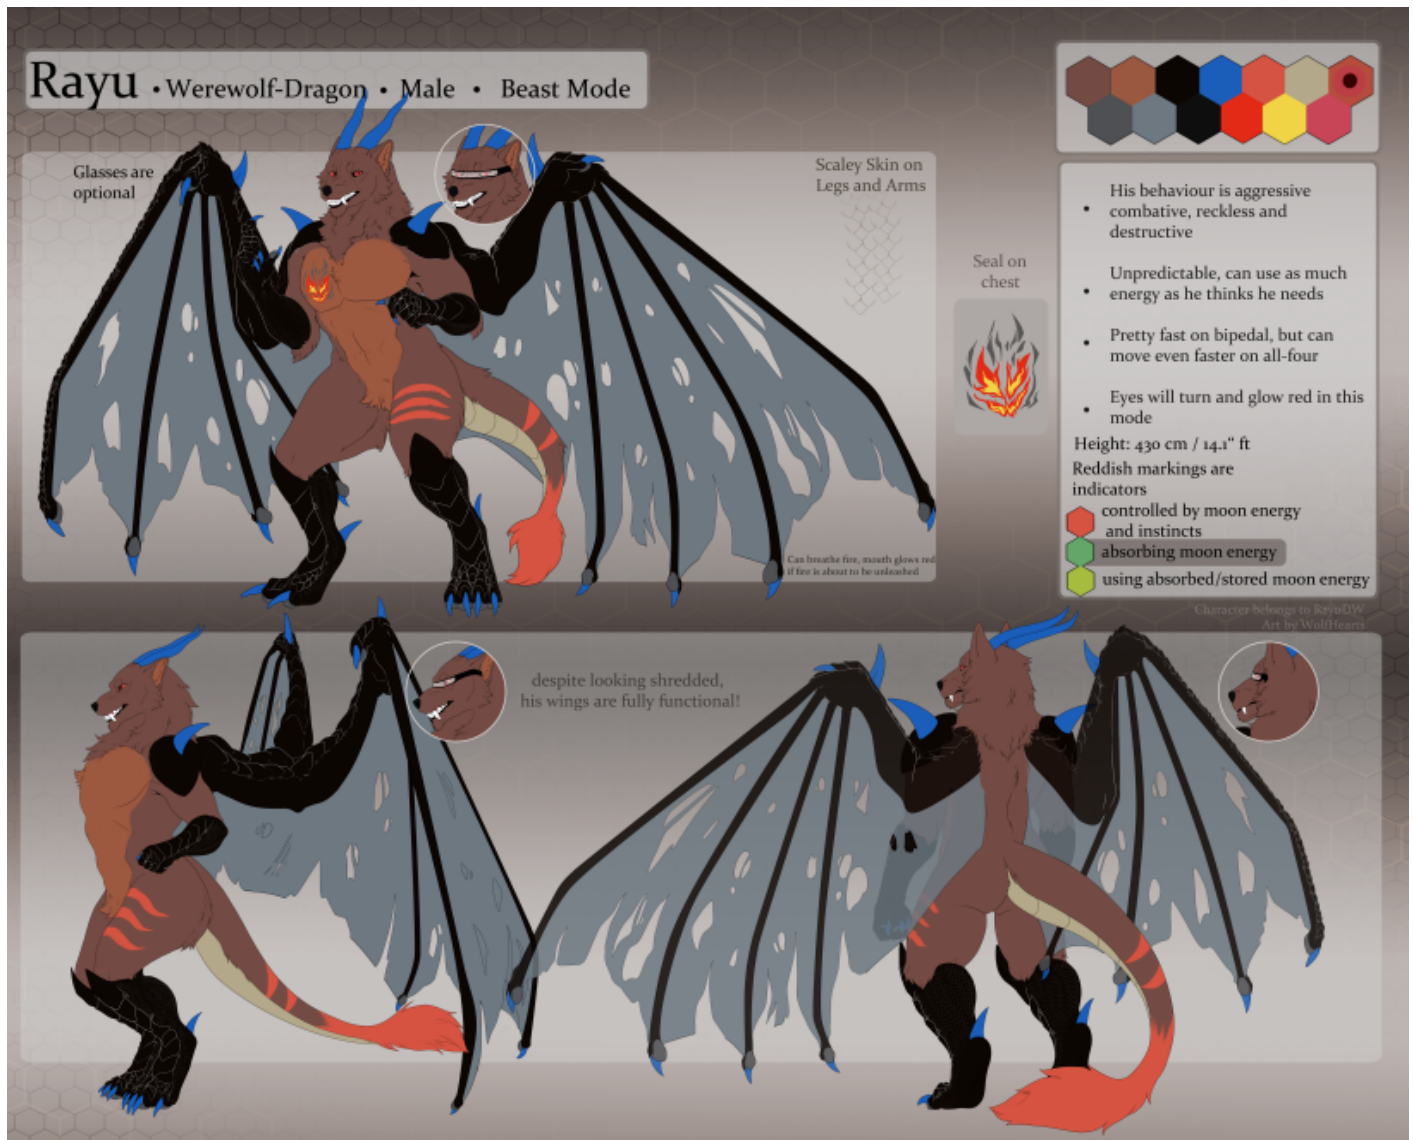 Rayu • Werewolf-Dragon • Male • Beast Mode
Glasses are
optional
Scaley Skin on
Legs and Arms
Seal on
chest
• His behaviour is aggressive
combative, reckless and
destructive
• Unpredictable, can use as much
energy as he thinks he needs
• Pretty fast on bipedal, but can
move even faster on all-four
• Eyes will turn and glow red in this
mode
Height: 430 cm / 14.1" ft
Reddish markings are
indicators
controlled by moon energy
and instincts
absorbing moon energy
using absorbed/stored moon energy
Can breathe fire, mouth glows red
if fire is about to be unleashed
Character belongs to RayuDW
Art by WolfHearts
despite looking shredded,
his wings are fully functional!